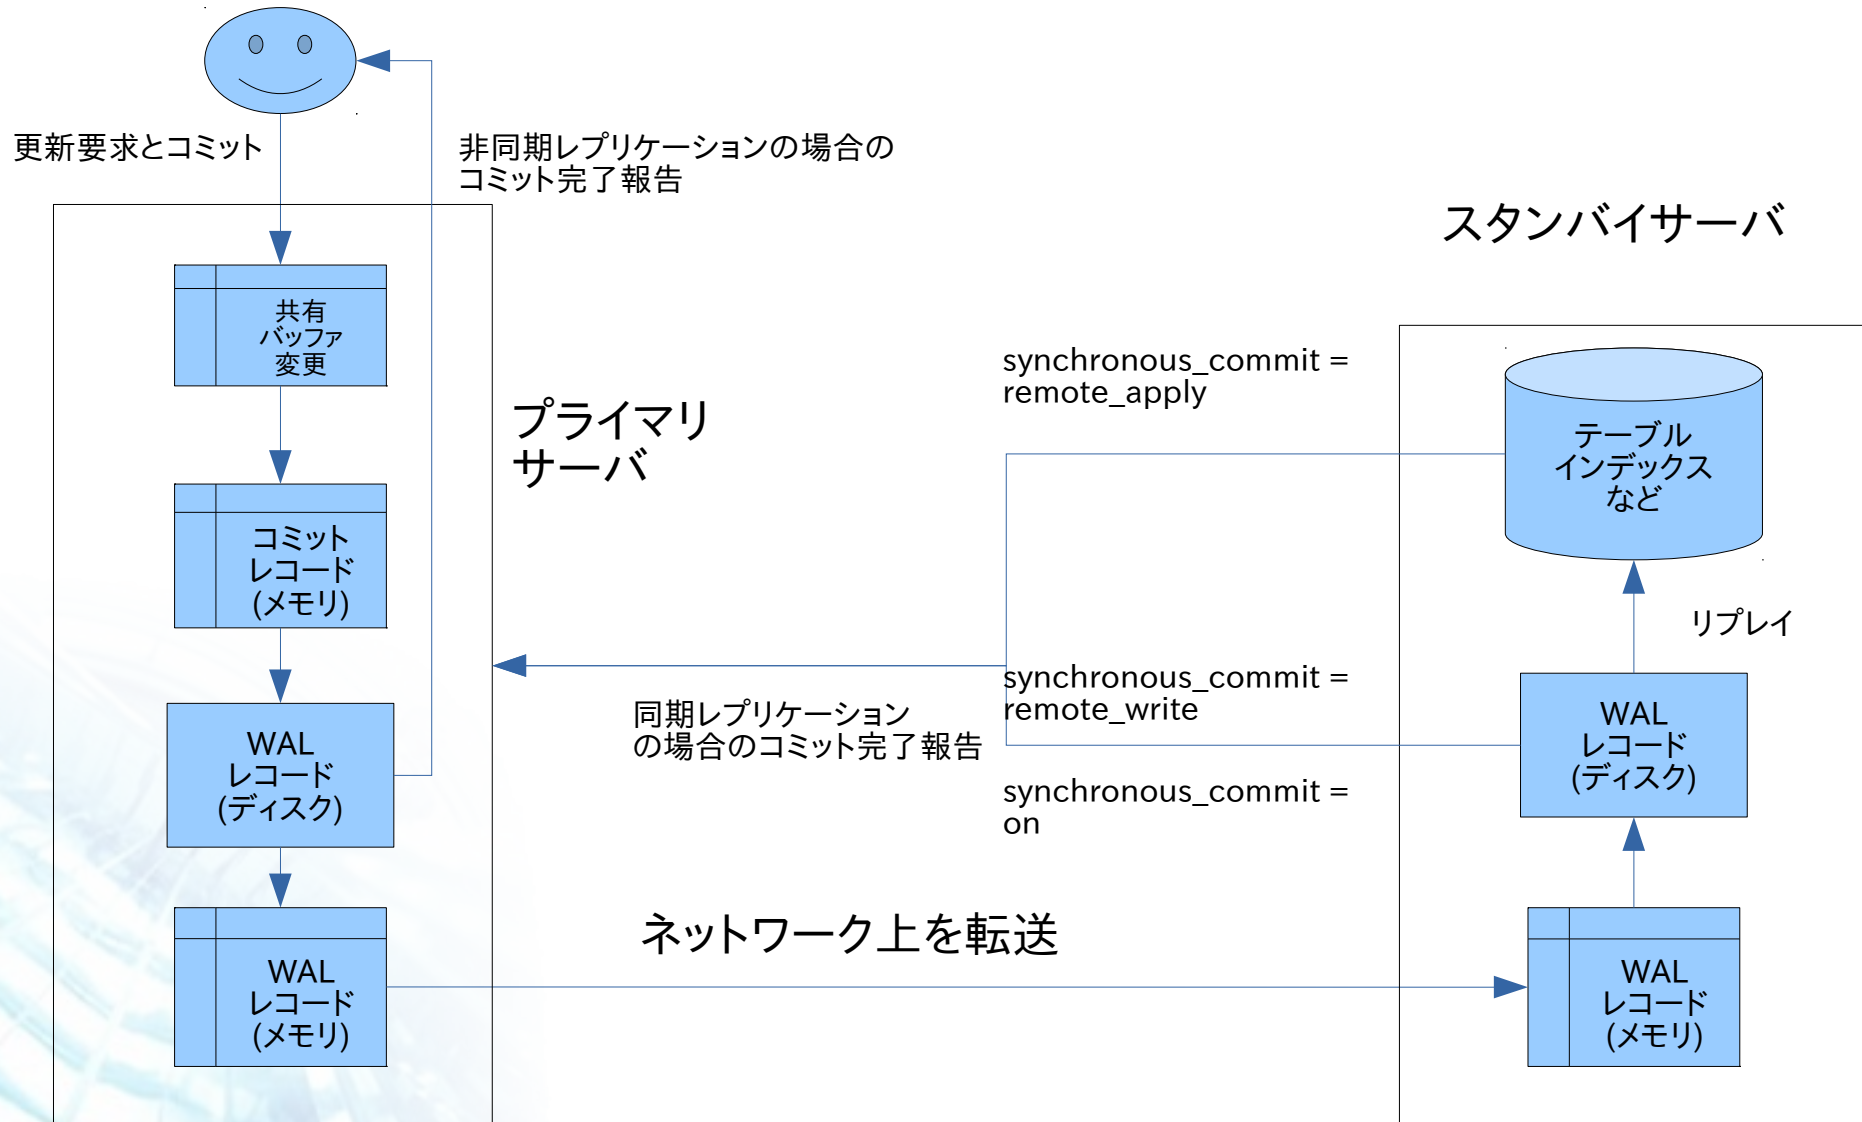 更新要求とコミット
非同期レプリケーションの場合の
コミット完了報告
スタンバイサーバ
共有
バッファ
変更
プライマリ
サーバ
synchronous_commit =
remote_apply
テーブル
インデックス
など
コミット
レコード
(メモリ)
リプレイ
synchronous_commit =
remote_write
同期レプリケーション
の場合のコミット完了報告
WAL
レコード
(ディスク)
WAL
レコード
(ディスク)
synchronous_commit =
on
ネットワーク上を転送
WAL
レコード
(メモリ)
WAL
レコード
(メモリ)